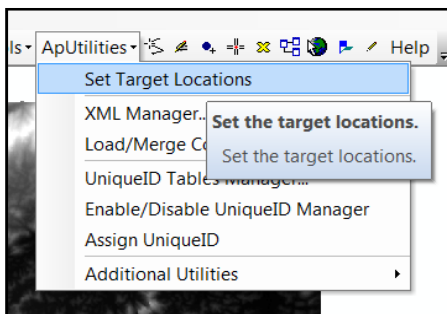 ls ApUtilities Help
Set Target Locations
XML Manager..
Set the target locations.
Load/Merge Co
Set the target locations.
UniqueID Tables Manager...
Enable/Disable UniqueID Manager
Assign UniqueID
Additional Utilities